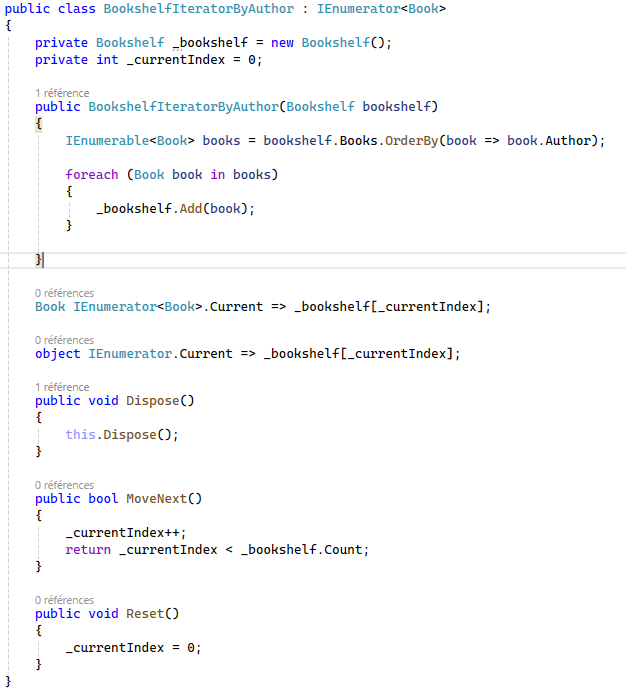 public class BookshelfIteratorByAuthor : IEnumerator<Book>
{
private Bookshelf _bookshelf = new Bookshelf();
private int _currentIndex = 0;
1 référence
public BookshelfIteratorByAuthor(Bookshelf bookshelf)
{
IEnumerable<Book> books = bookshelf.Books.OrderBy(book => book.Author);
foreach (Book book in books)
{
_bookshelf.Add(book);
}
}
0 références
Book IEnumerator<Book>.Current => _bookshelf[_currentIndex];
0 références
object IEnumerator.Current => _bookshelf[_currentIndex];
1 référence
public void Dispose()
{
this.Dispose();
}
0 références
public bool MoveNext()
{
_currentIndex++;
return _currentIndex < _bookshelf.Count;
}
0 références
public void Reset()
{
_currentIndex = 0;
}
}